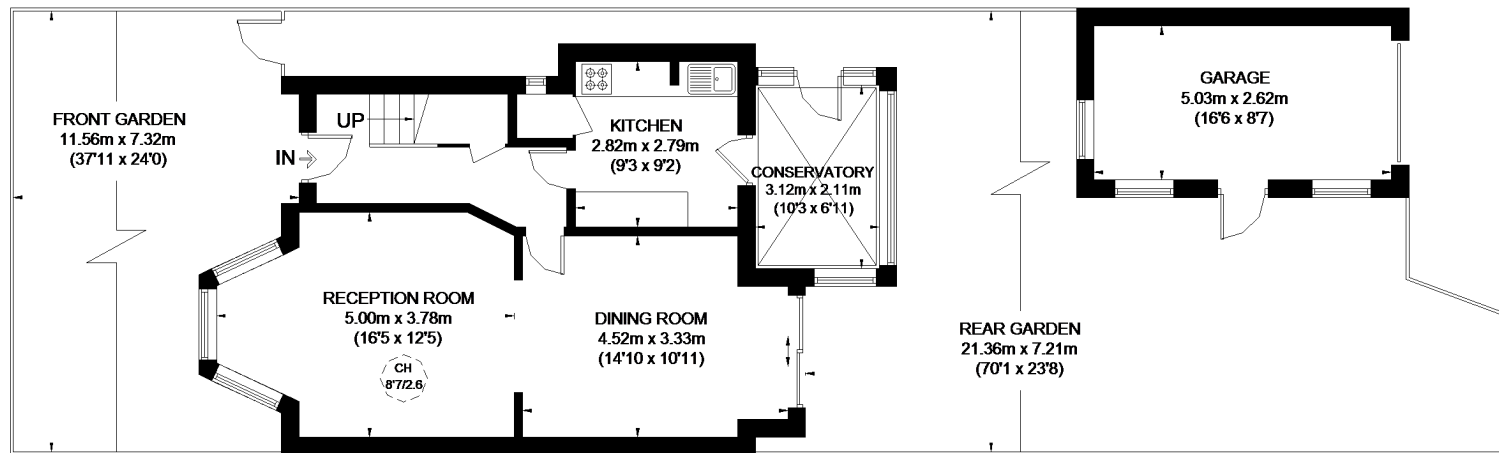 FRONT GARDEN
11.56m x 7.32m
(37'11 x 24'0)
UP
IN
KITCHEN
2.82m x 2.79m
(9'3 x 9'2)
CONSERVATORY
3.12m x 2.11m
(10'3 x 6'11)
GARAGE
5.03m x 2.62m
(16'6 x 8'7)
RECEPTION ROOM
5.00m x 3.78m
(16'5 x 12'5)
CH
8'7/2.6
DINING ROOM
4.52m x 3.33m
(14'10 x 10'11)
REAR GARDEN
21.36m x 7.21m
(70'1 x 23'8)